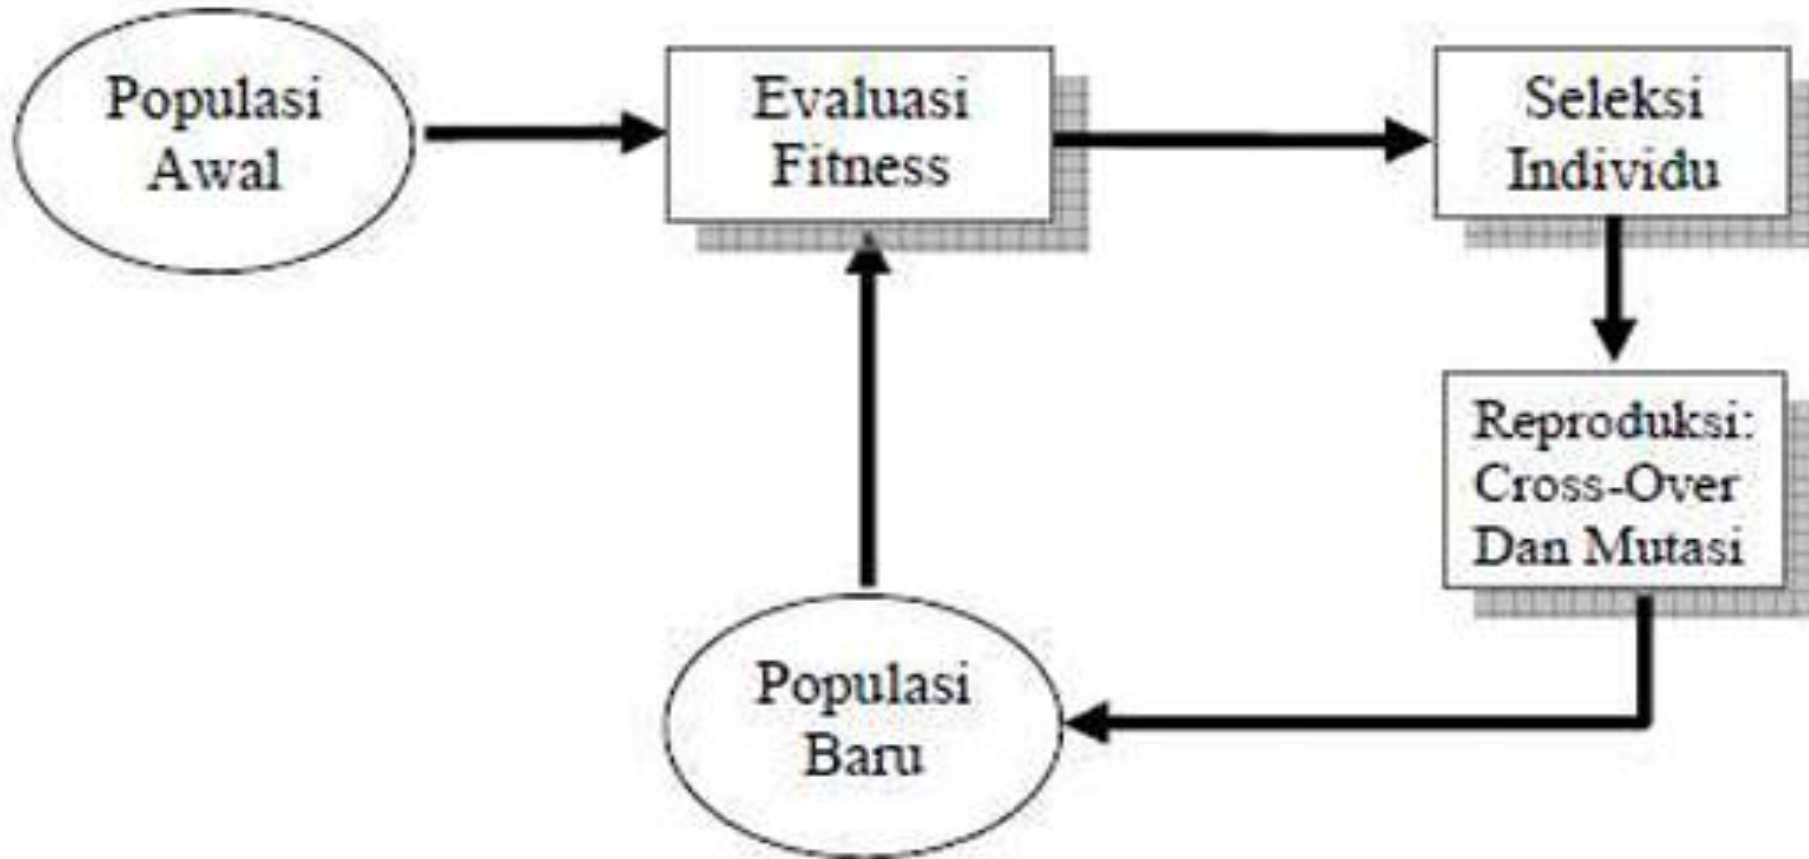 Populasi
Awal
Evaluasi
Fitness
Seleksi
Individu
Reproduksi:
Cross-Over
Dan Mutasi
Populasi
Baru